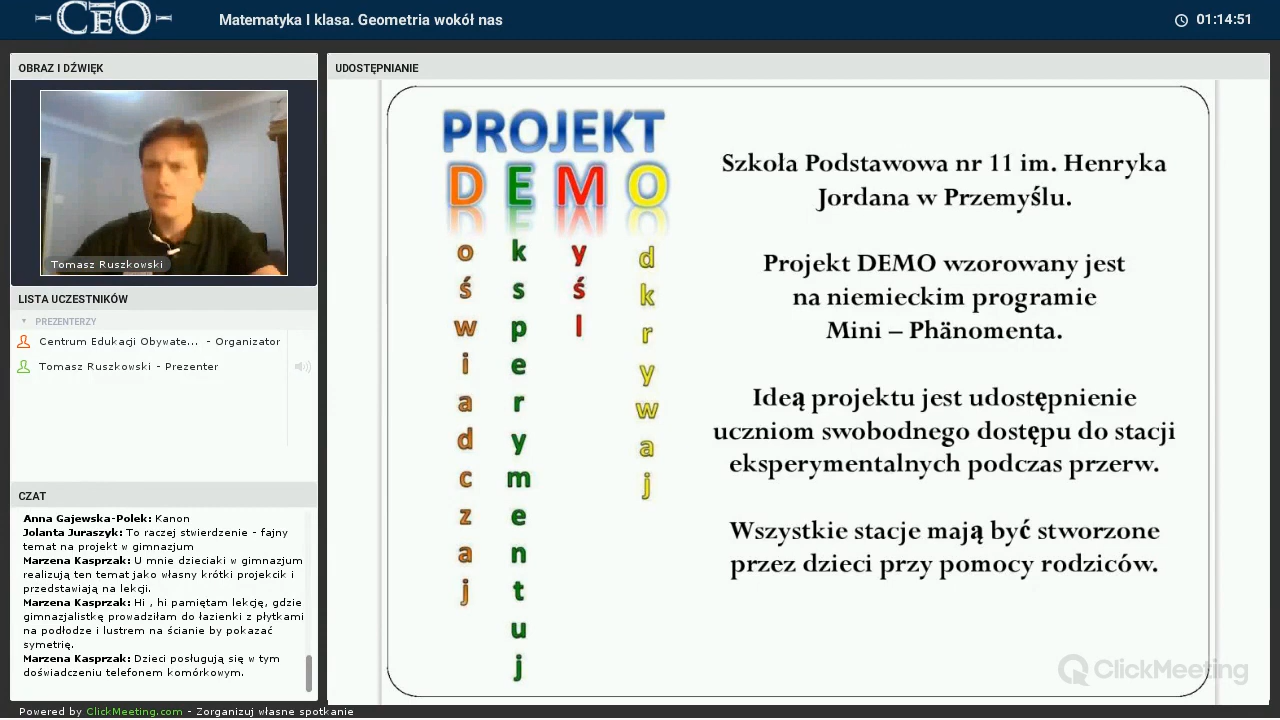 CEO
Matematyka I klasa. Geometria wokół nas
01:14:51
OBRAZ I DŹWIĘK
Tomasz Ruszkowski
LISTA UCZESTNIKÓW
PREZENTERZY
Centrum Edukacji Obywate... - Organizator
Tomasz Ruszkowski - Prezenter
CZAT
Anna Gajewska-Polek: Kanon
Jolanta Juraszyk: To raczej stwierdzenie - fajny
temat na projekt w gimnazjum
Marzena Kasprzak: U mnie dzieciaki w gimnazjum
realizują ten temat jako własny krótki projekcik i
przedstawiają na lekcji.
Marzena Kasprzak: Hi , hi pamiętam lekcję, gdzie
gimnazjalistkę prowadziłam do łazienki z płytkami
na podłodze i lustrem na ścianie by pokazać
symetrię.
Marzena Kasprzak: Dzieci posługują się w tym
doświadczeniu telefonem komórkowym.
UDOSTĘPNIANIE
PROJEKT
DEMO
Doświadczaj
Eksperymentuj
Myśl
Odkrywaj
Szkoła Podstawowa nr 11 im. Henryka
Jordana w Przemyślu.
Projekt DEMO wzorowany jest
na niemieckim programie
Mini – Phänomenta.
Ideą projektu jest udostępnienie
uczniom swobodnego dostępu do stacji
eksperymentalnych podczas przerw.
Wszystkie stacje mają być stworzone
przez dzieci przy pomocy rodziców.
ClickMeeting
Powered by ClickMeeting.com - Zorganizuj własne spotkanie